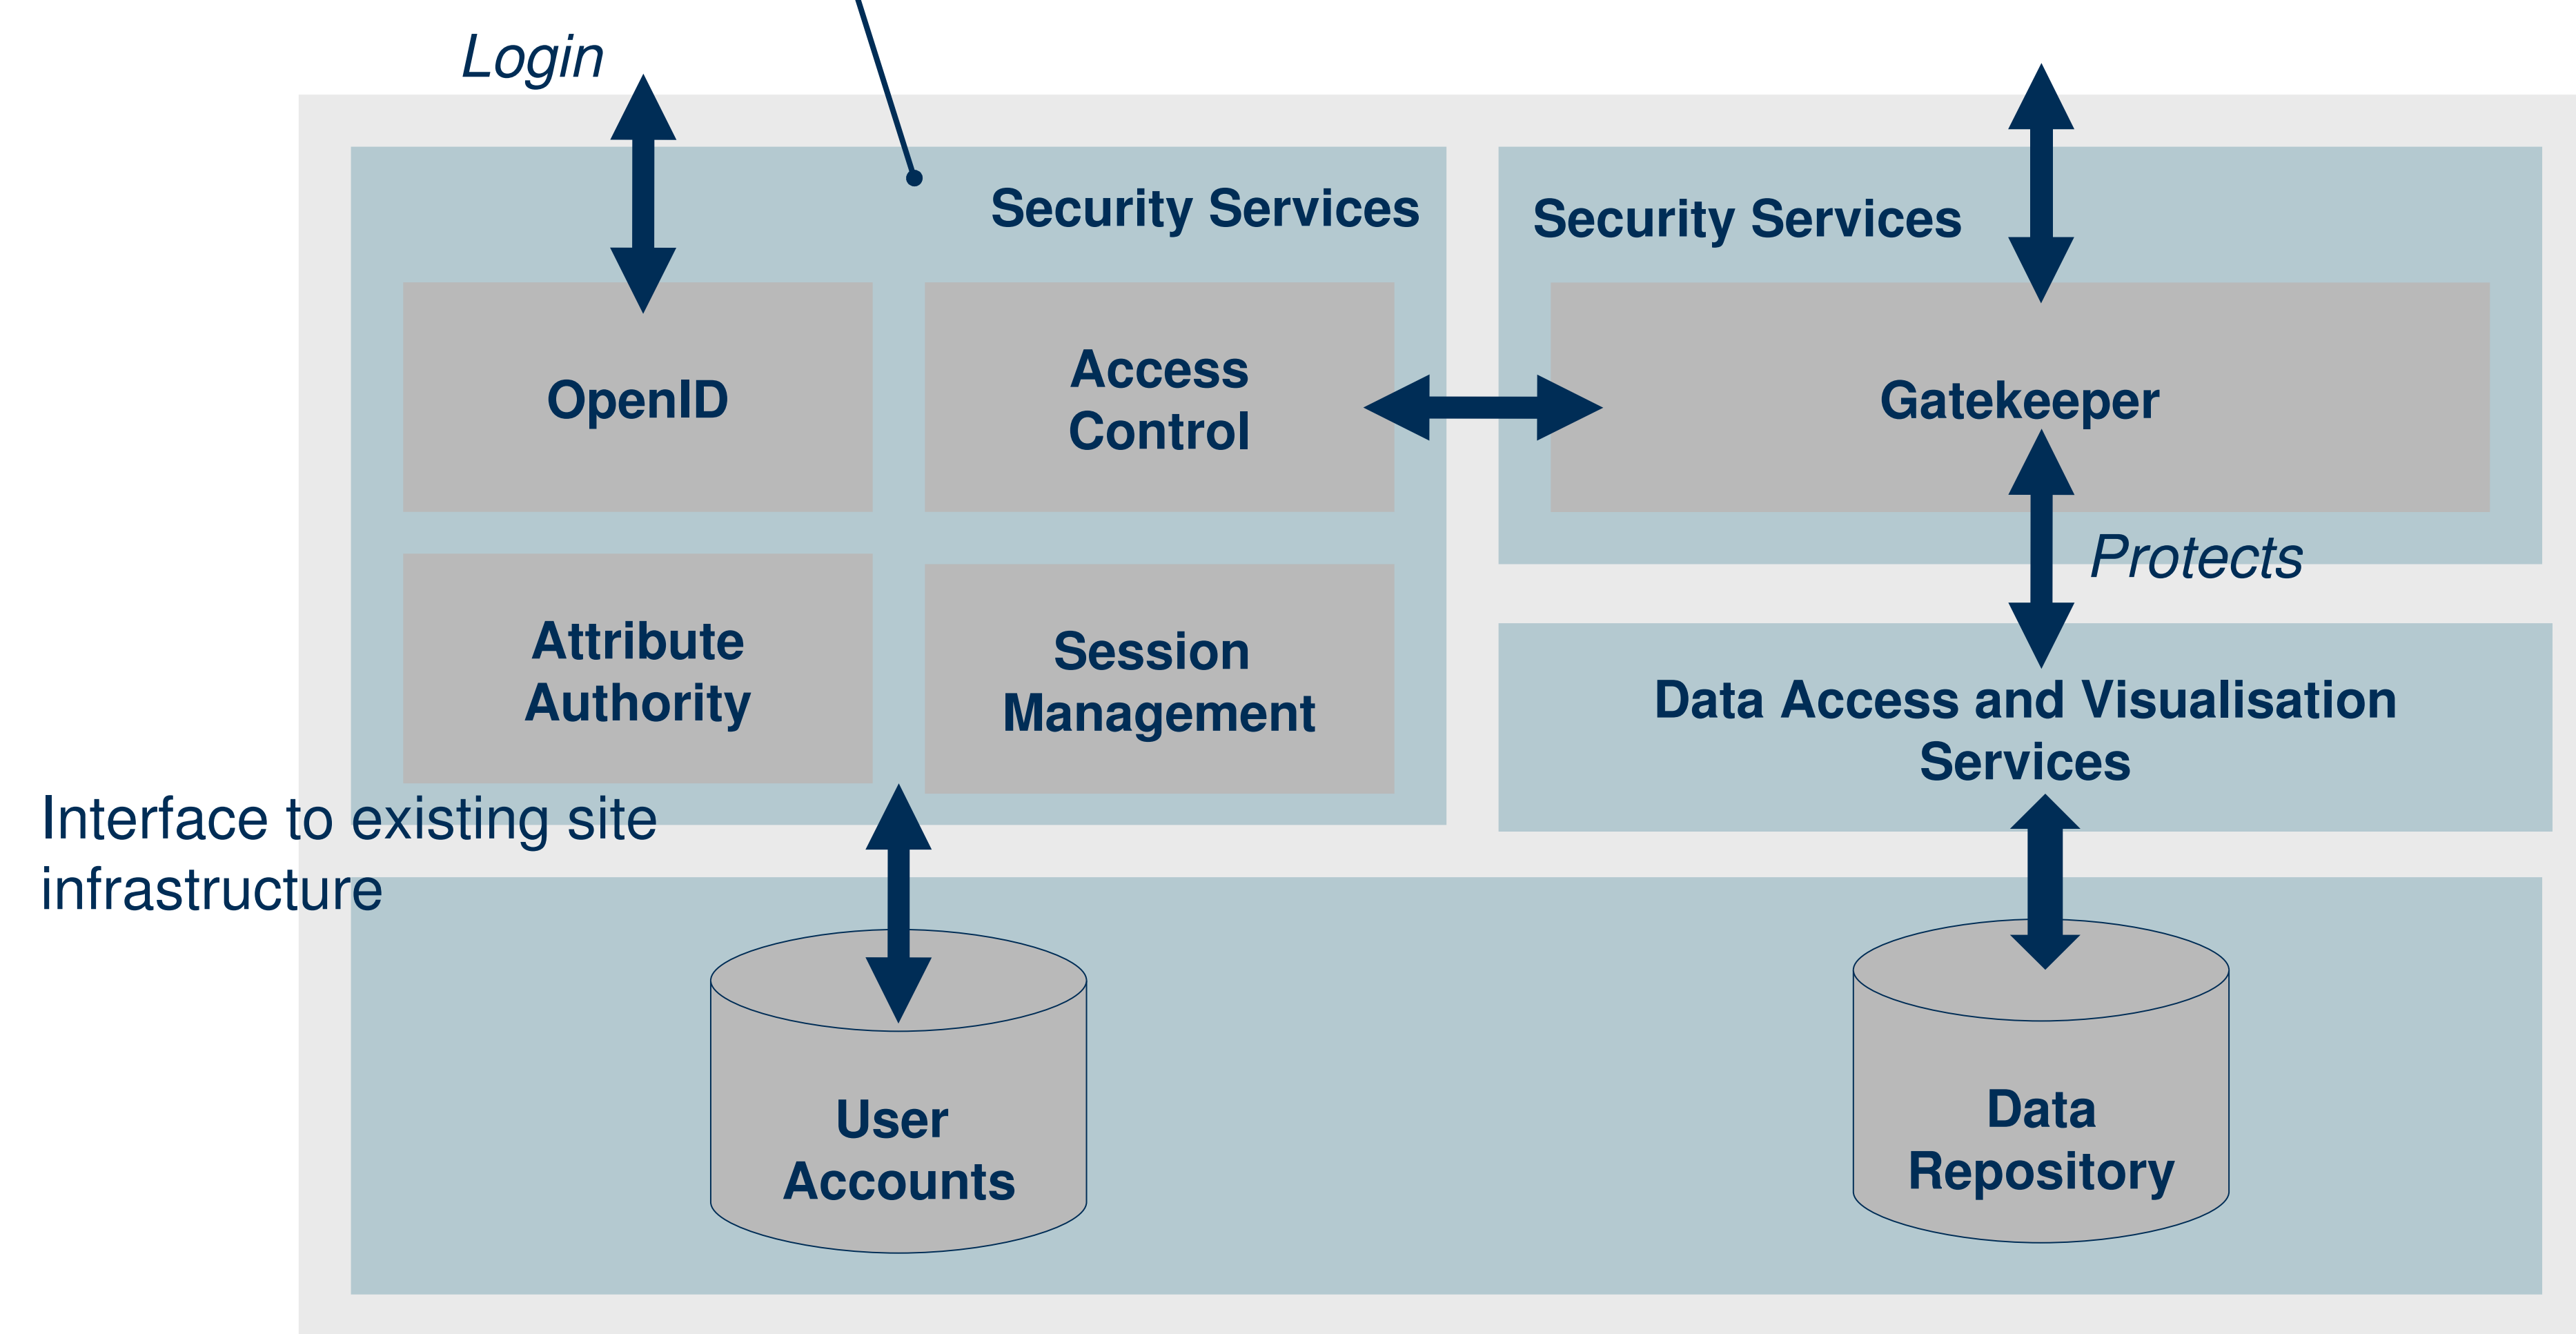 Login
Security Services
Security Services
OpenID
Access
Control
Gatekeeper
Protects
Attribute
Authority
Session
Management
Data Access and Visualisation
Services
Interface to existing site
infrastructure
User
Accounts
Data
Repository